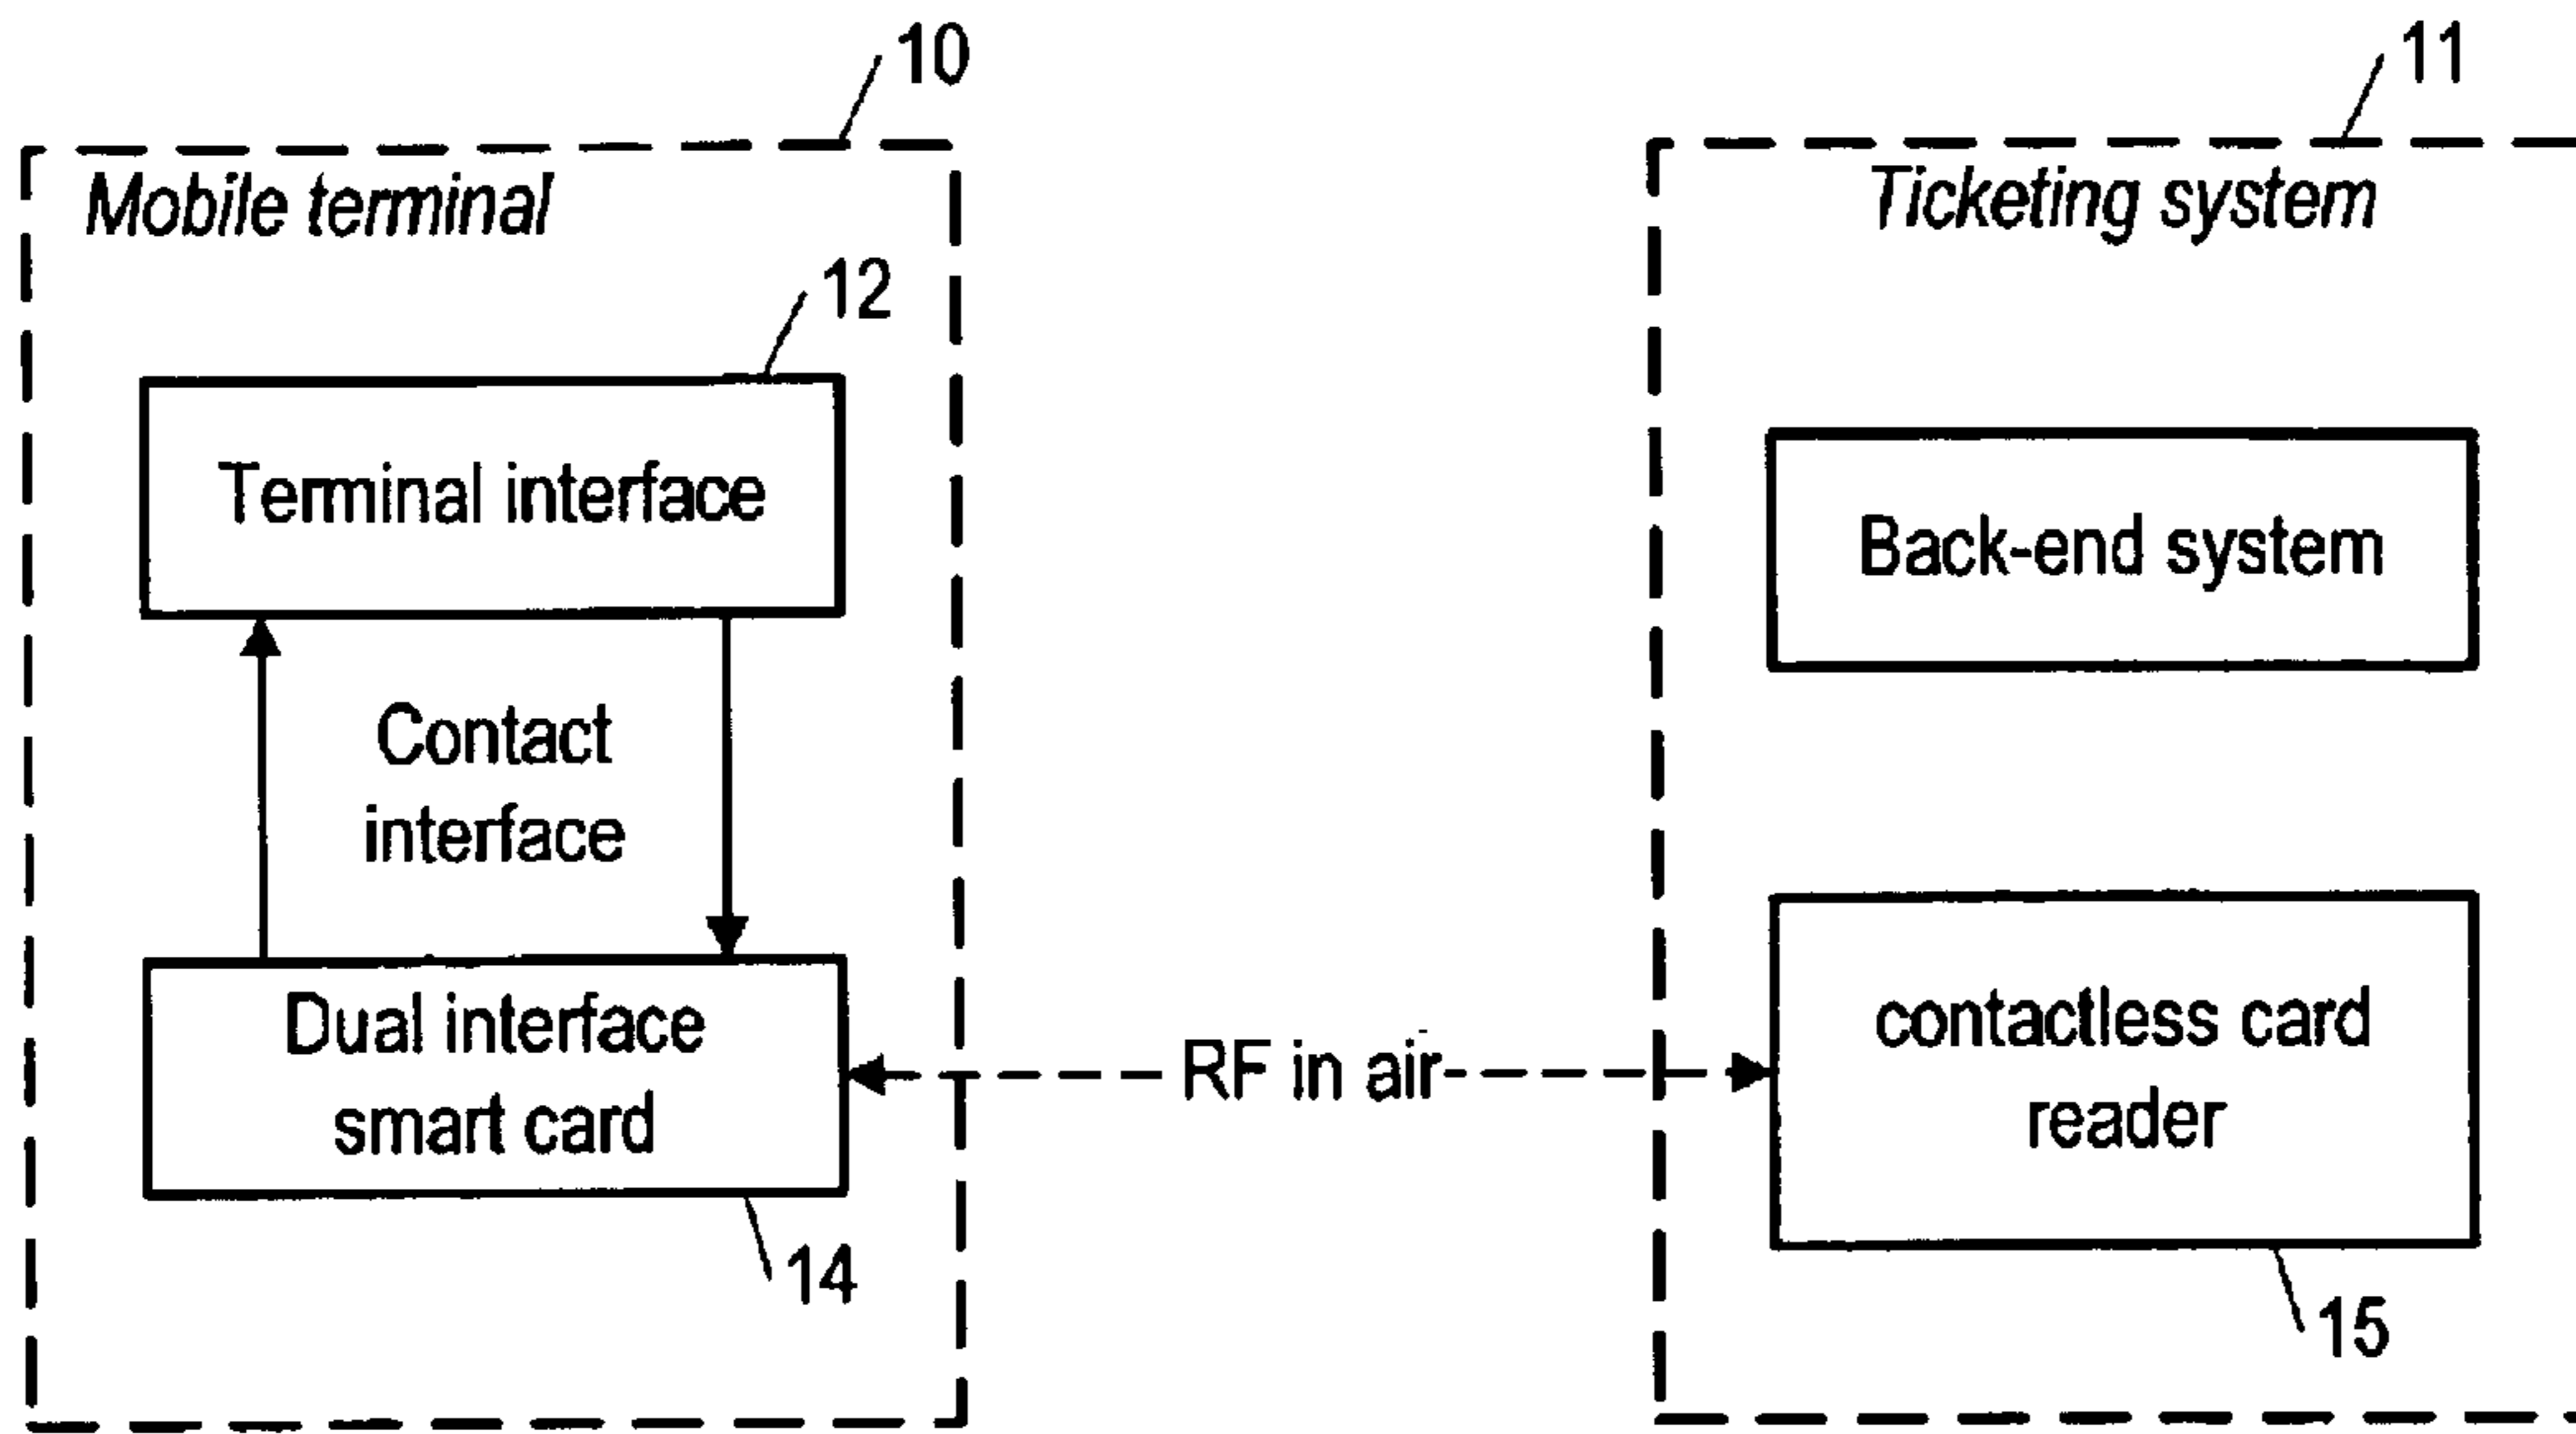 10
11
Mobile terminal
Ticketing system
12
Terminal interface
Back-end system
Contact
interface
Dual interface
smart card
RF in air
contactless card
reader
14
15